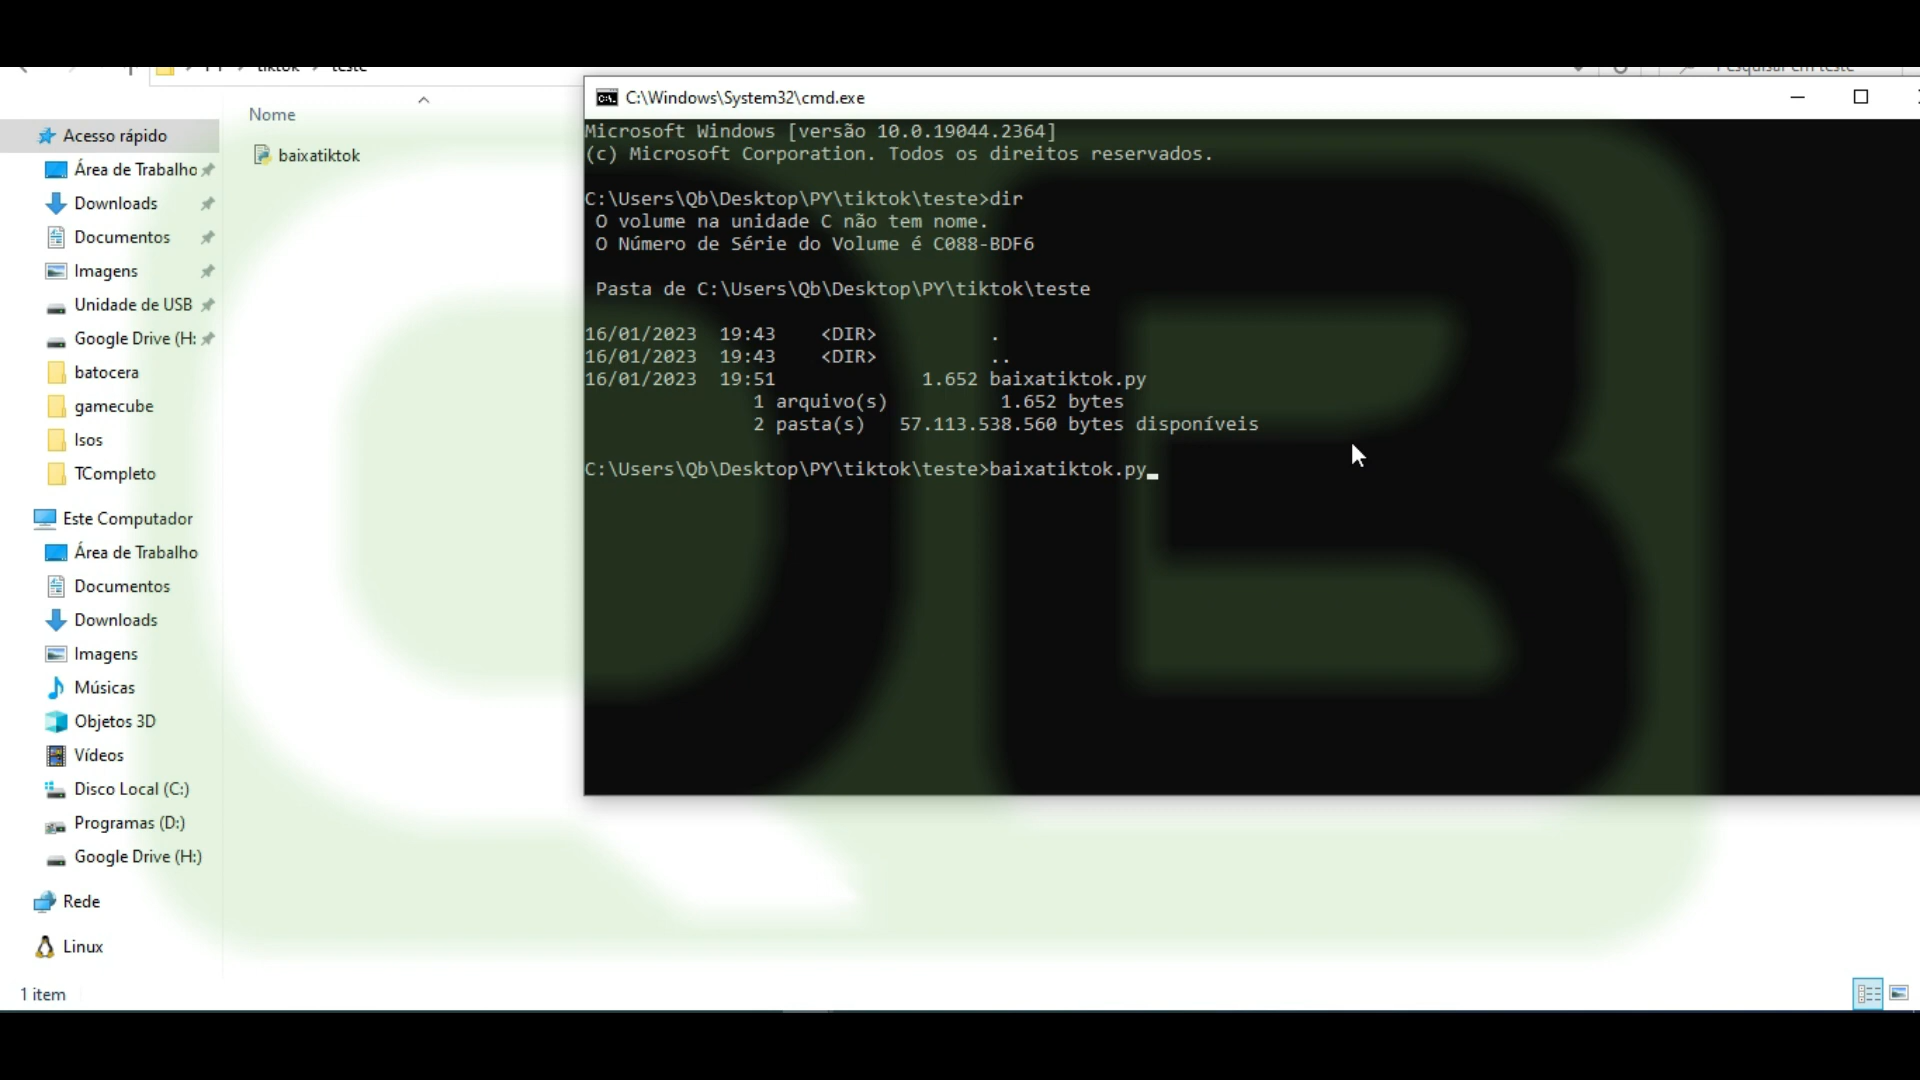 tiktok
teste
Pesquisar em teste
Nome
baixatiktok
Acesso rápido
Área de Trabalho
Downloads
Documentos
Imagens
Unidade de USB
Google Drive (H:
batocera
gamecube
Isos
TCompleto
Este Computador
Área de Trabalho
Documentos
Downloads
Imagens
Músicas
Objetos 3D
Vídeos
Disco Local (C:)
Programas (D:)
Google Drive (H:)
Rede
Linux
1 item
C:\Windows\System32\cmd.exe
Microsoft Windows [versão 10.0.19044.2364]
(c) Microsoft Corporation. Todos os direitos reservados.
C:\Users\Qb\Desktop\PY\tiktok\teste>dir
O volume na unidade C não tem nome.
O Número de Série do Volume é C088-BDF6
Pasta de C:\Users\Qb\Desktop\PY\tiktok\teste
16/01/2023  19:43    <DIR>          .
16/01/2023  19:43    <DIR>          ..
16/01/2023  19:51             1.652 baixatiktok.py
1 arquivo(s)          1.652 bytes
2 pasta(s)   57.113.538.560 bytes disponíveis
C:\Users\Qb\Desktop\PY\tiktok\teste>baixatiktok.py
QB